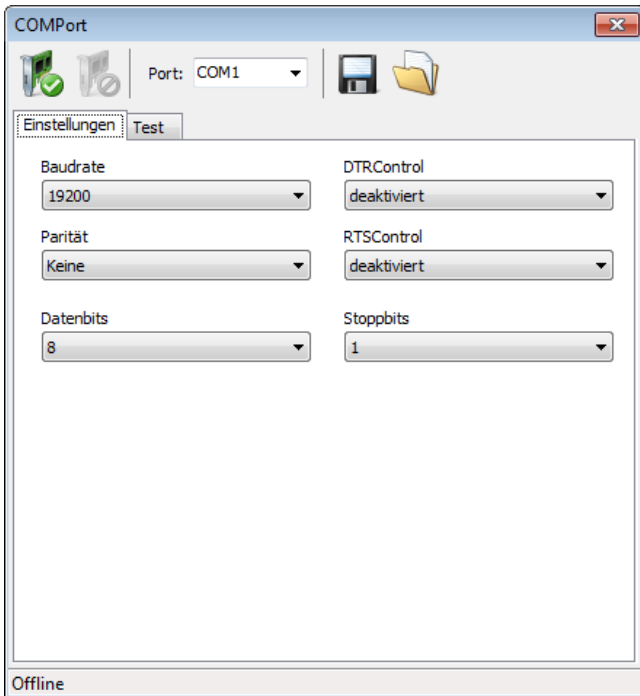 COMPort
Port: COM1
Einstellungen Test
Baudrate DTRControl
19200 deaktiviert
Parität RTSControl
Keine deaktiviert
Datenbits Stoppbits
8 1
Offline